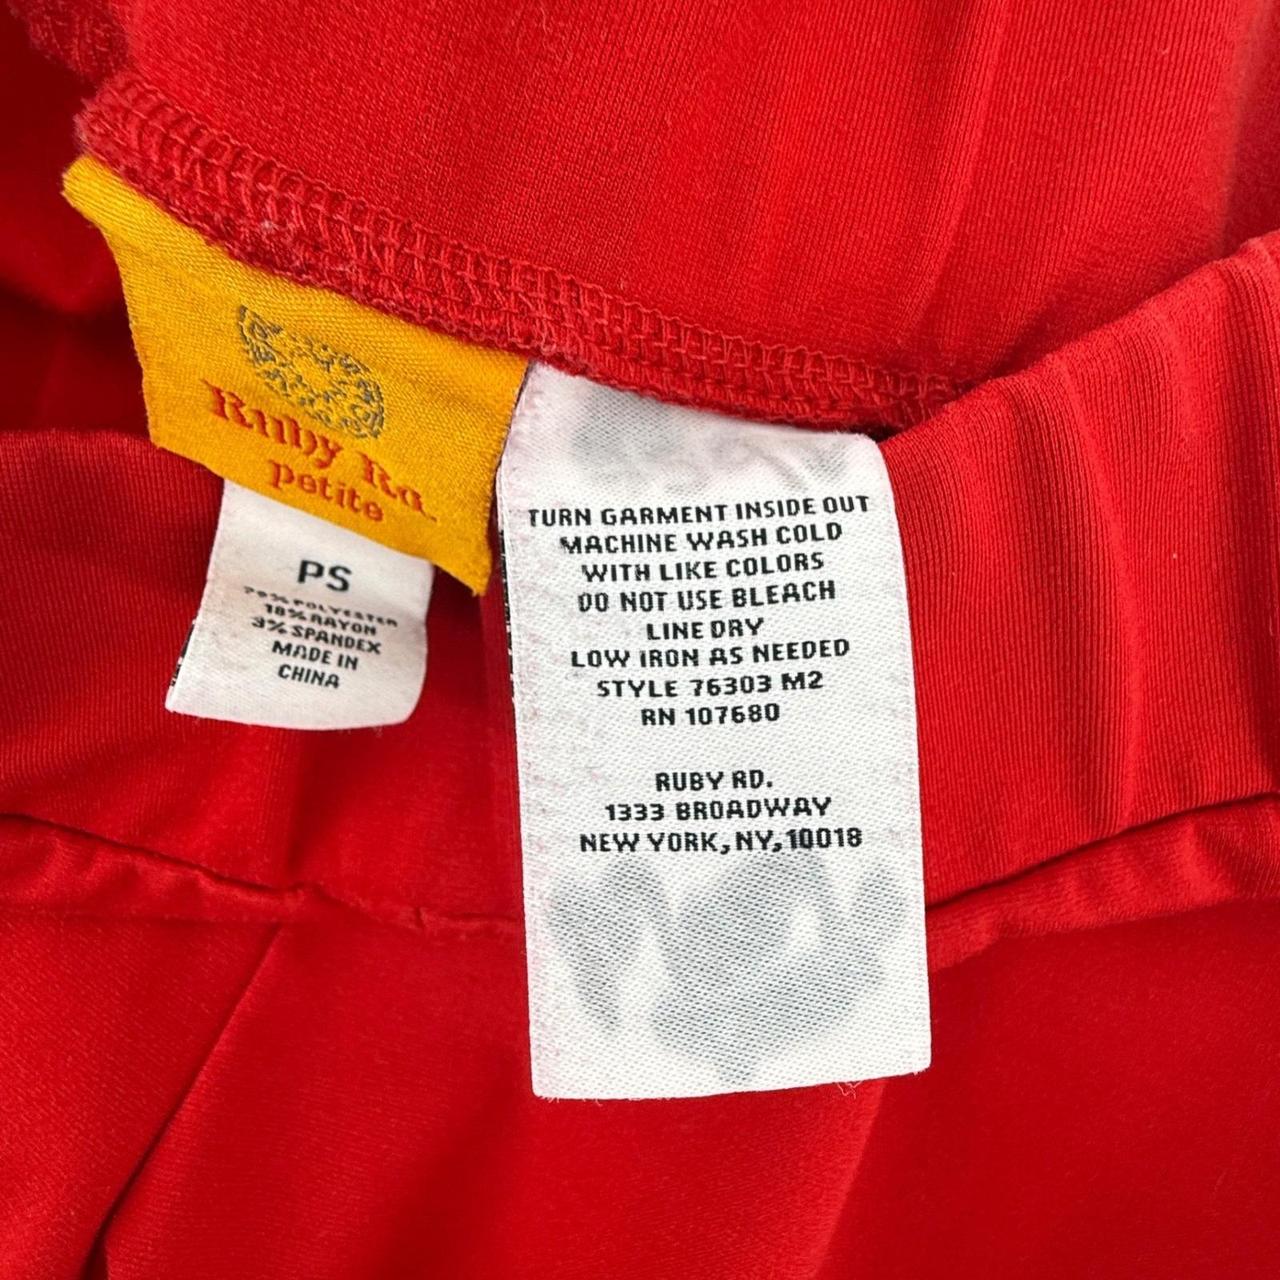 Ruby Rd.
petite
PS
79% POLYESTER
18% RAYON
3% SPANDEX
MADE IN
CHINA
TURN GARMENT INSIDE OUT
MACHINE WASH COLD
WITH LIKE COLORS
DO NOT USE BLEACH
LINE DRY
LOW IRON AS NEEDED
STYLE 76303 M2
RN 107680
RUBY RD.
1333 BROADWAY
NEW YORK, NY, 10018